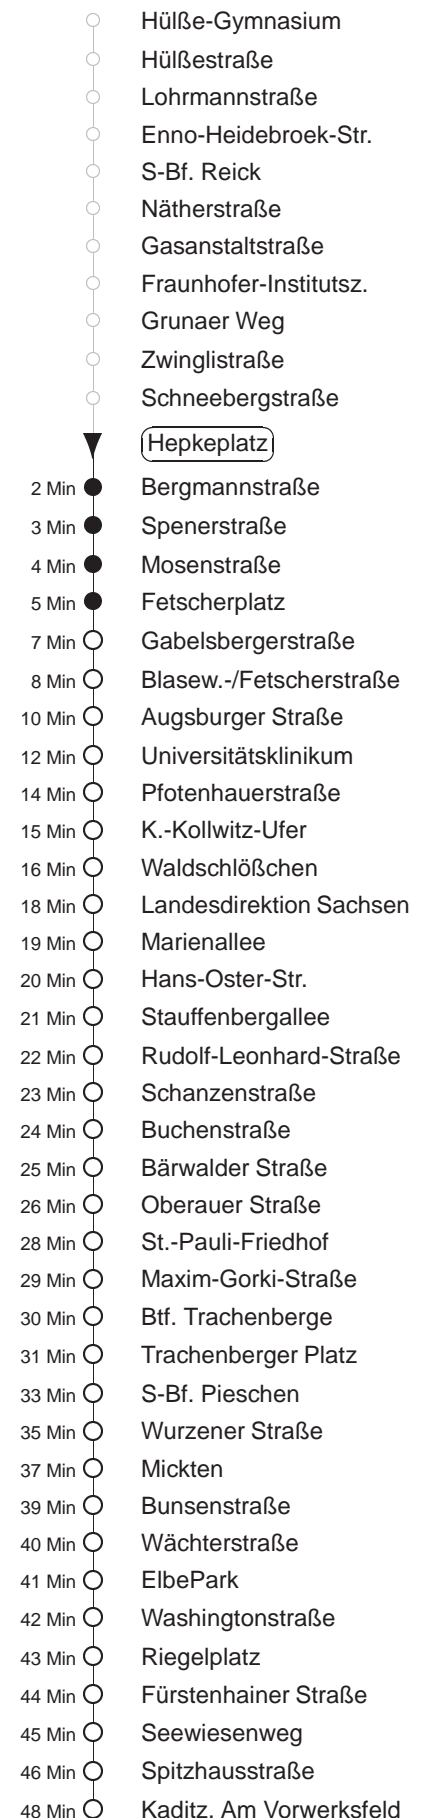 Hülße-Gymnasium
Hülßestraße
Lohrmannstraße
Enno-Heidebroek-Str.
S-Bf. Reick
Nätherstraße
Gasanstaltstraße
Fraunhofer-Institutsz.
Grunaer Weg
Zwinglistraße
Schneebergstraße
Hepkeplatz
2 Min Bergmannstraße
3 Min Spenerstraße
4 Min Mosenstraße
5 Min Fetscherplatz
7 Min Gabelsbergerstraße
8 Min Blasew.-/Fetscherstraße
10 Min Augsburger Straße
12 Min Universitätsklinikum
14 Min Pfotenhauerstraße
15 Min K.-Kollwitz-Ufer
16 Min Waldschlößchen
18 Min Landesdirektion Sachsen
19 Min Marienallee
20 Min Hans-Oster-Str.
21 Min Stauffenbergallee
22 Min Rudolf-Leonhard-Straße
23 Min Schanzenstraße
24 Min Buchenstraße
25 Min Bärwalder Straße
26 Min Oberauer Straße
28 Min St.-Pauli-Friedhof
29 Min Maxim-Gorki-Straße
30 Min Btf. Trachenberge
31 Min Trachenberger Platz
33 Min S-Bf. Pieschen
35 Min Wurzener Straße
37 Min Mickten
39 Min Bunsenstraße
40 Min Wächterstraße
41 Min ElbePark
42 Min Washingtonstraße
43 Min Riegelplatz
44 Min Fürstenhainer Straße
45 Min Seewiesenweg
46 Min Spitzhausstraße
48 Min Kaditz, Am Vorwerksfeld